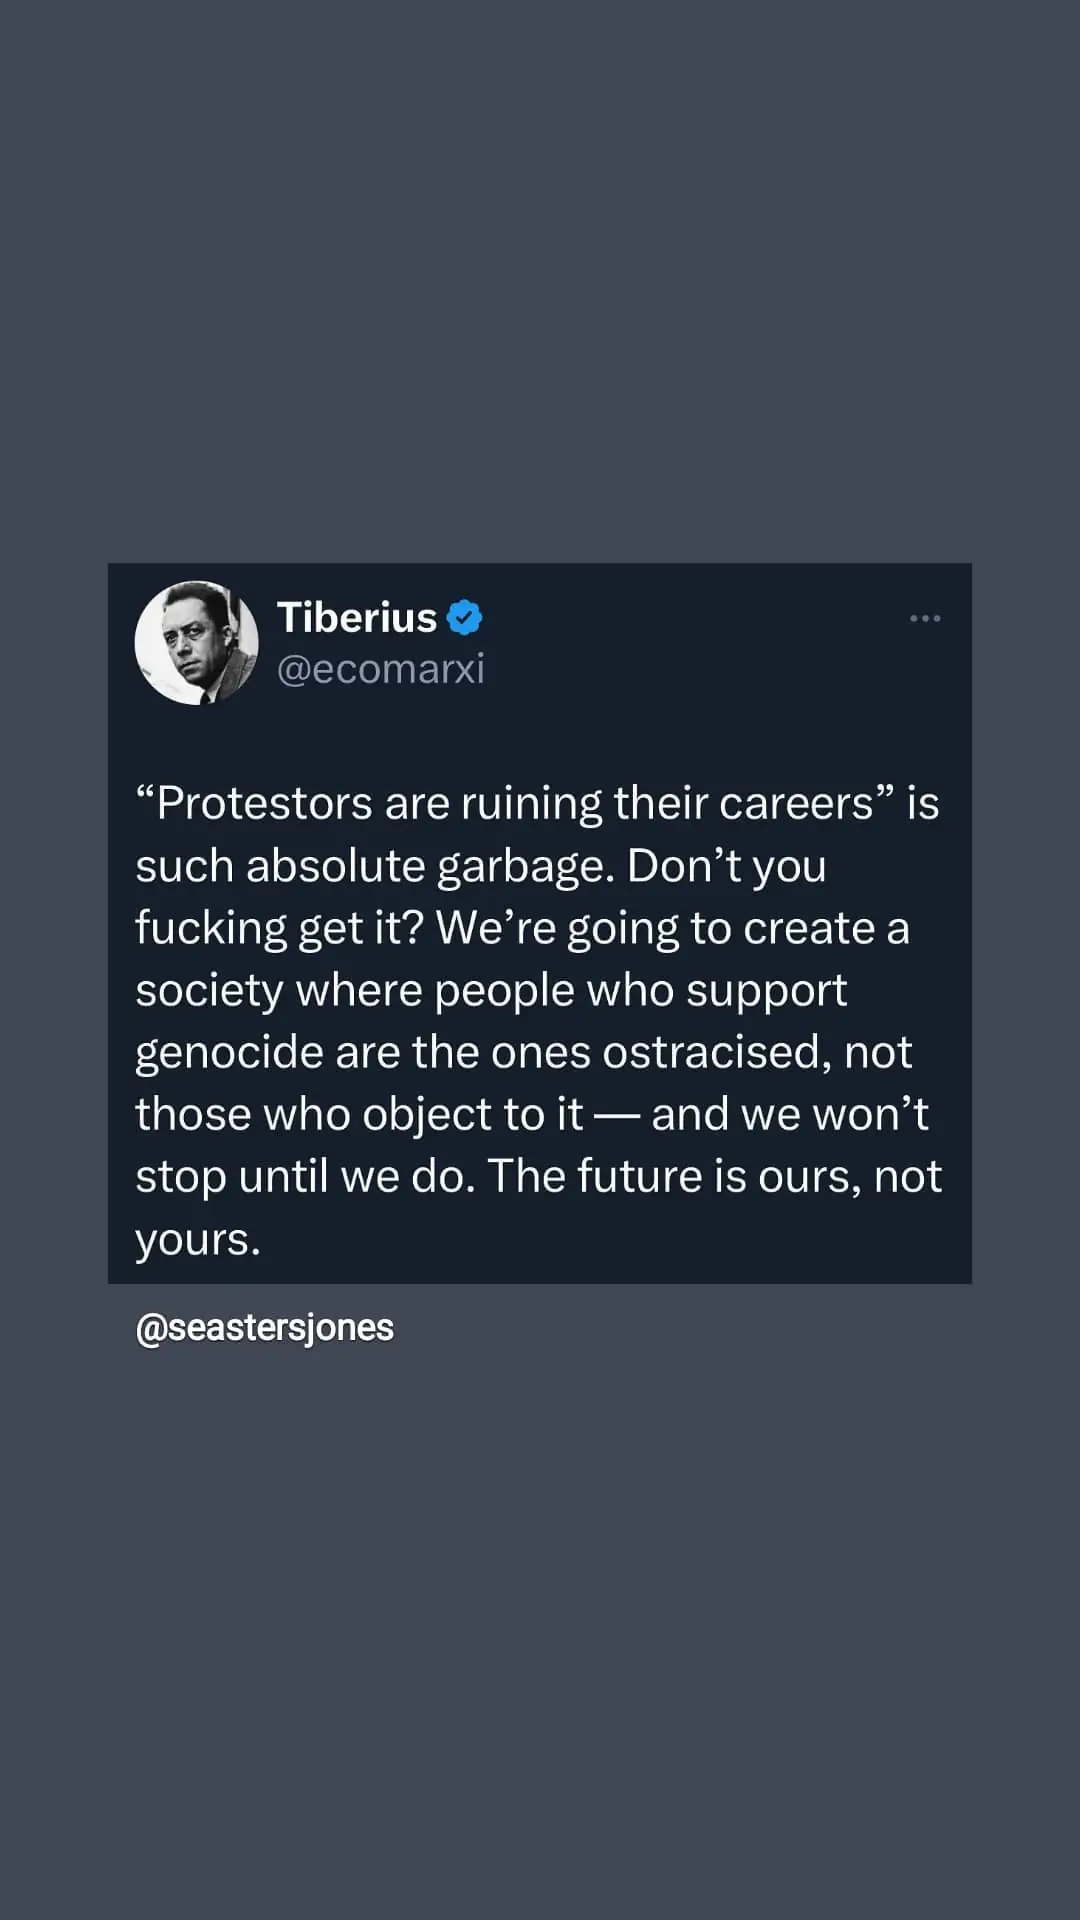 Tiberius
@ecomarxi
“Protestors are ruining their careers” is
such absolute garbage. Don’t you
fucking get it? We’re going to create a
society where people who support
genocide are the ones ostracised, not
those who object to it — and we won’t
stop until we do. The future is ours, not
yours.
@seastersjones